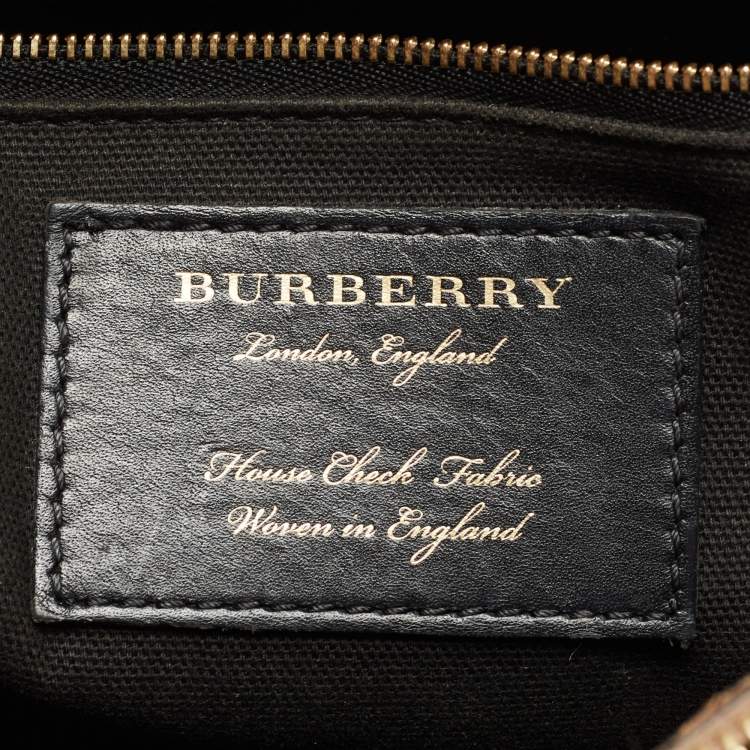 BURBERRY
London, England
House Check Fabric
Woven in England